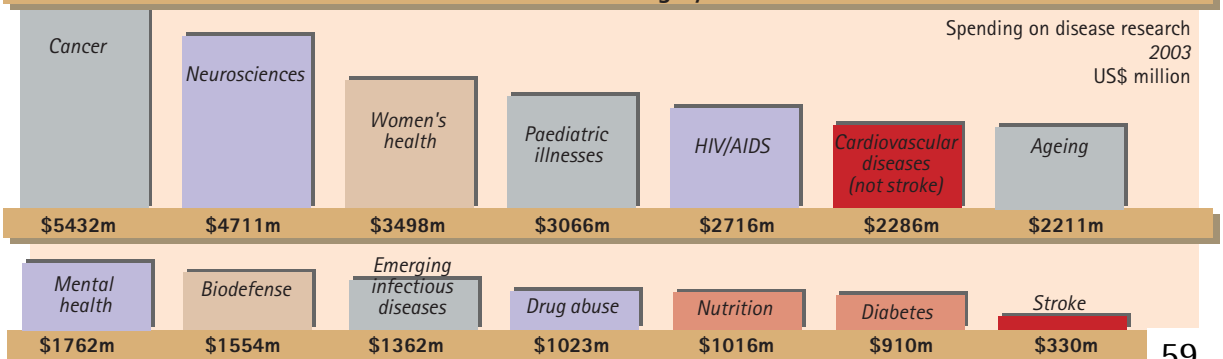 Spending on disease research
2003
US$ million
Cancer
Neurosciences
Women's
health
Paediatric
illnesses
HIV/AIDS
Cardiovascular
diseases
(not stroke)
Ageing
$5432m $4711m $3498m $3066m $2716m $2286m $2211m
Mental
health
Biodefense
Emerging
infectious
diseases
Drug abuse
Nutrition
Diabetes
Stroke
$1762m $1554m $1362m $1023m $1016m $910m $330m
59